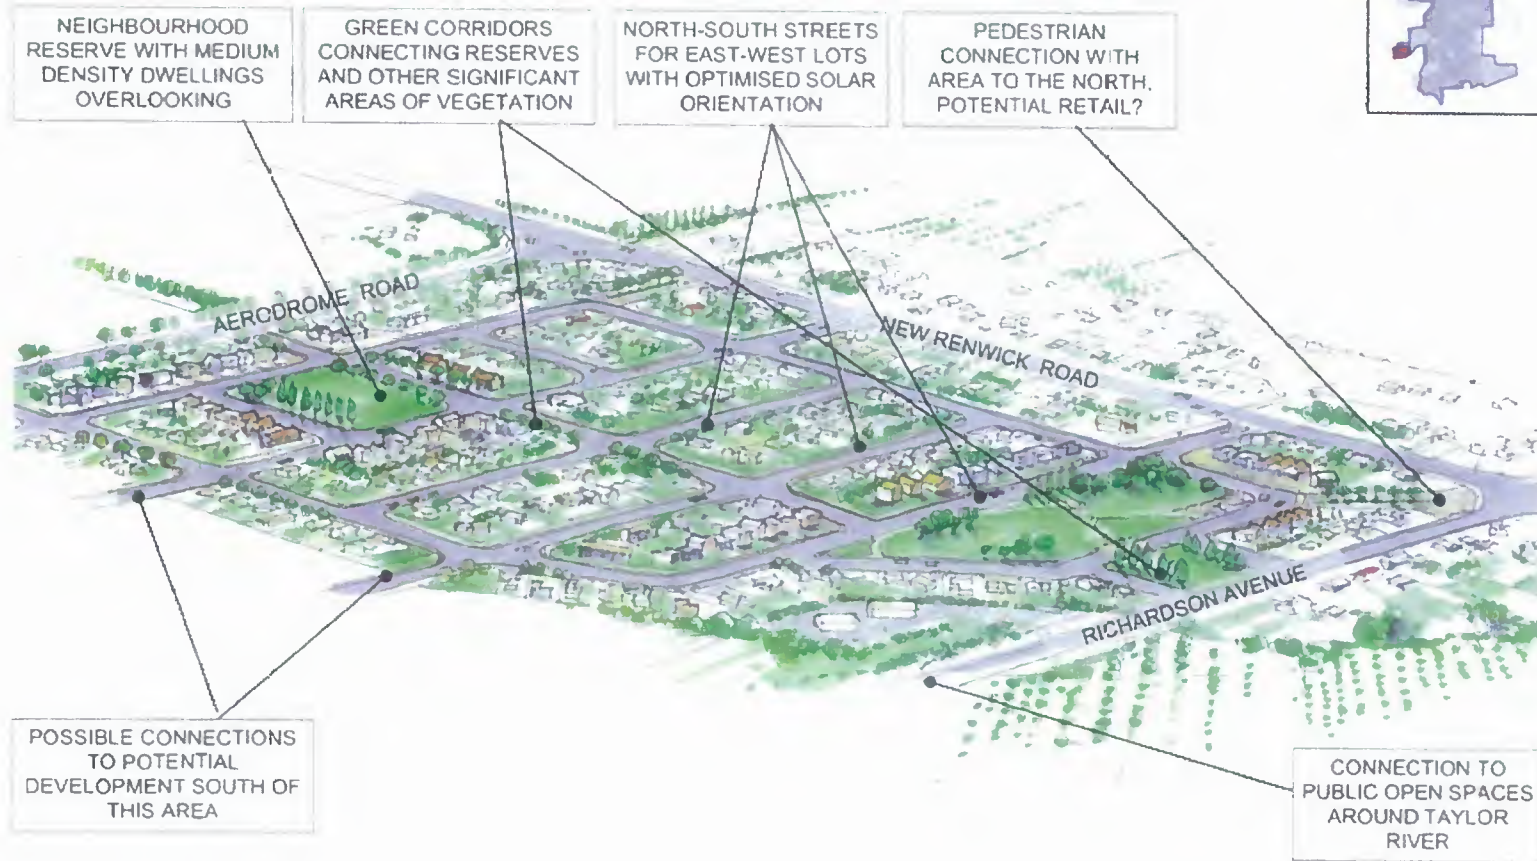 NEIGHBOURHOOD
RESERVE WITH MEDIUM
DENSITY DWELLINGS
OVERLOOKING
GREEN CORRIDORS
CONNECTING RESERVES
AND OTHER SIGNIFICANT
AREAS OF VEGETATION
NORTH-SOUTH STREETS
FOR EAST-WEST LOTS
WITH OPTIMISED SOLAR
ORIENTATION
PEDESTRIAN
CONNECTION WITH
AREA TO THE NORTH.
POTENTIAL RETAIL?
AERODROME ROAD
NEW RENWICK ROAD
RICHARDSON AVENUE
POSSIBLE CONNECTIONS
TO POTENTIAL
DEVELOPMENT SOUTH OF
THIS AREA
CONNECTION TO
PUBLIC OPEN SPACES
AROUND TAYLOR
RIVER